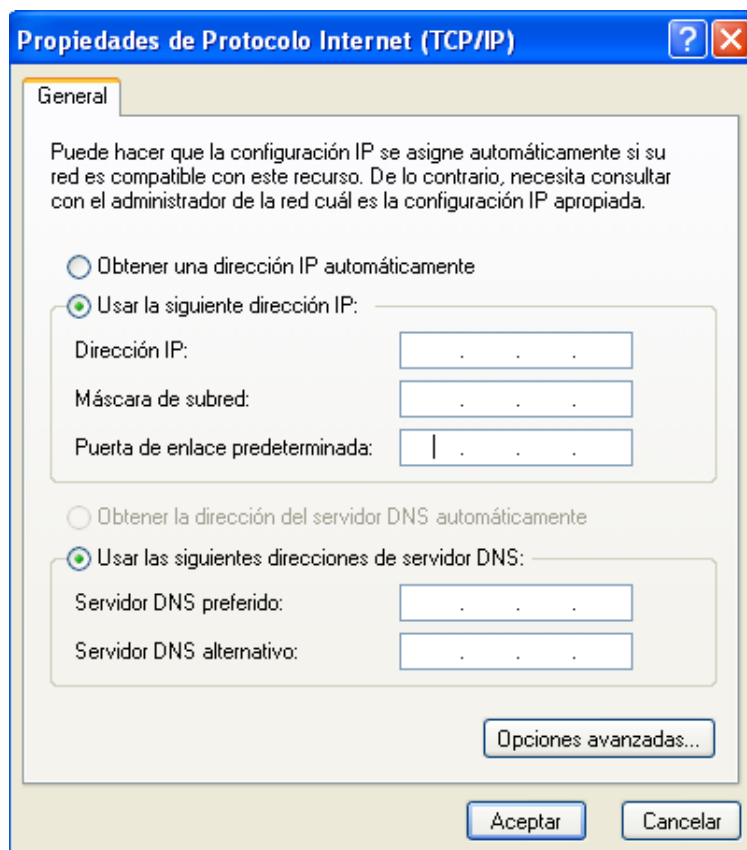 Propiedades de Protocolo Internet (TCP/IP)
General
Puede hacer que la configuración IP se asigne automáticamente si su
red es compatible con este recurso. De lo contrario, necesita consultar
con el administrador de la red cuál es la configuración IP apropiada.
Obtener una dirección IP automáticamente
Usar la siguiente dirección IP:
Dirección IP:
Máscara de subred:
Puerta de enlace predeterminada:
Obtener la dirección del servidor DNS automáticamente
Usar las siguientes direcciones de servidor DNS:
Servidor DNS preferido:
Servidor DNS alternativo:
Opciones avanzadas...
Aceptar Cancelar